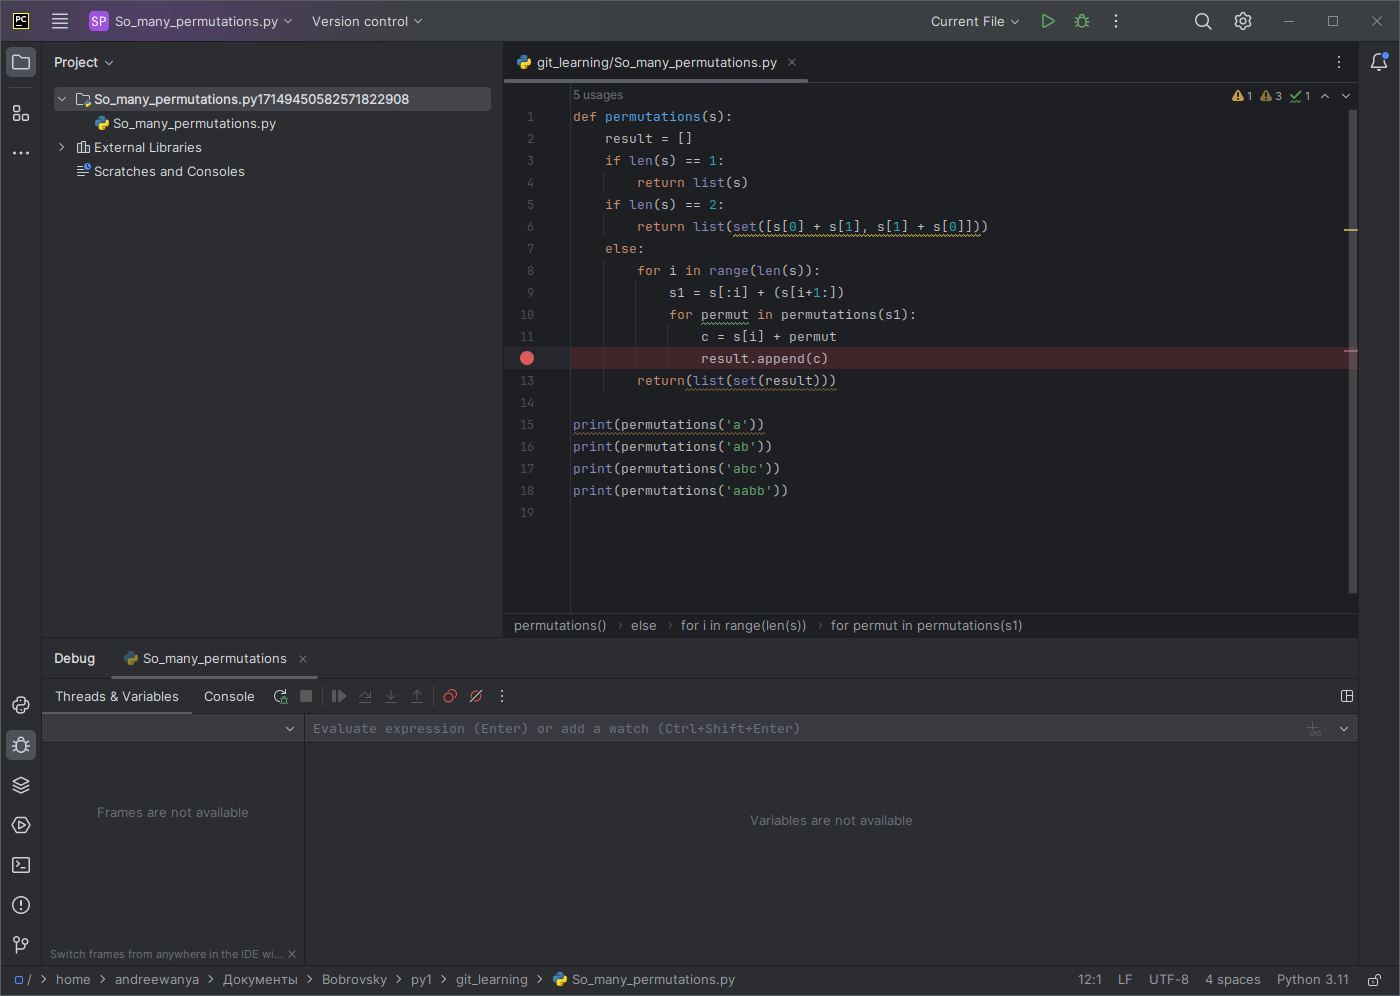 PC SP So_many_permutations.py Version control Current File
Project
So_many_permutations.py17149450582571822908
So_many_permutations.py
External Libraries
Scratches and Consoles
git_learning/So_many_permutations.py
5 usages 1 3 1
1 def permutations(s):
2 result = []
3 if len(s) == 1:
4 return list(s)
5 if len(s) == 2:
6 return list(set([s[0] + s[1], s[1] + s[0]]))
7 else:
8 for i in range(len(s)):
9 s1 = s[:i] + (s[i+1:])
10 for permut in permutations(s1):
11 c = s[i] + permut
result.append(c)
13 return(list(set(result)))
14
15 print(permutations('a'))
16 print(permutations('ab'))
17 print(permutations('abc'))
18 print(permutations('aabb'))
19
permutations() › else › for i in range(len(s)) › for permut in permutations(s1)
Debug So_many_permutations
Threads & Variables Console
Evaluate expression (Enter) or add a watch (Ctrl+Shift+Enter)
Frames are not available
Variables are not available
Switch frames from anywhere in the IDE wi...
/ › home › andreewanya › Документы › Bobrovsky › py1 › git_learning › So_many_permutations.py 12:1 LF UTF-8 4 spaces Python 3.11